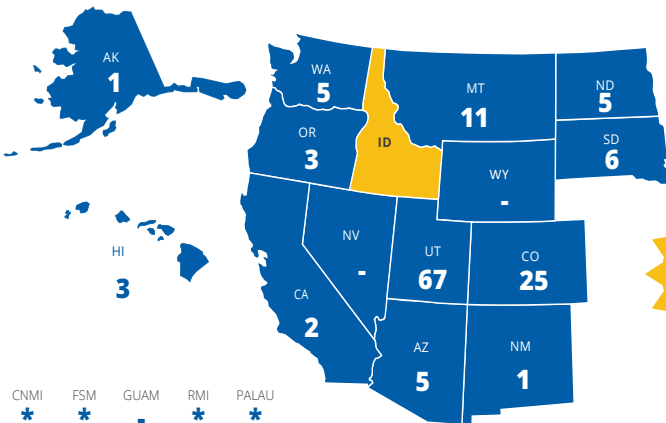 AK
1
WA
5
MT
11
ND
5
OR
3
ID
SD
6
WY
-
HI
3
NV
-
UT
67
CO
25
CA
2
AZ
5
NM
1
CNMI FSM GUAM RMI PALAU
* * - * *